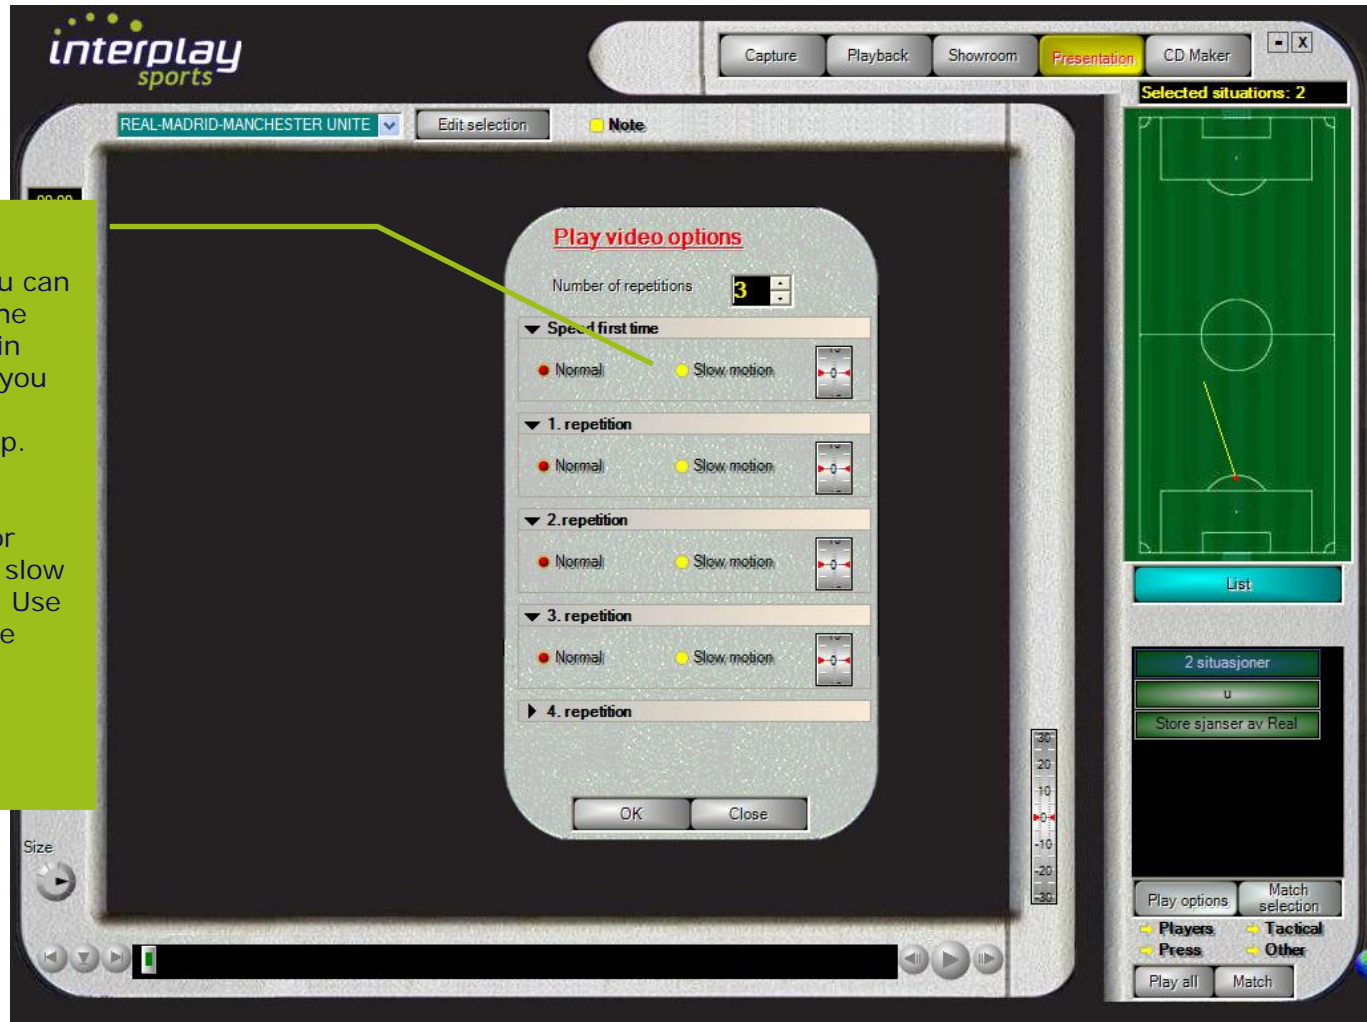 interplay
sports
Capture
Playback
Showroom
Presentation
CD Maker
- X
Selected situations: 2
REAL-MADRID-MANCHESTER UNITE
Edit selection
Note
u can
in
you
p.
or
slow
Use
Play video options
Number of repetitions
3
Speed first time
Normal
Slow motion
0
1. repetition
Normal
Slow motion
0
2. repetition
Normal
Slow motion
0
3. repetition
Normal
Slow motion
0
4. repetition
OK
Close
List
2 situasjoner
u
Store sjanser av Real
30
20
10
0
-10
-20
-30
Size
Play options
Match selection
Players
Tactical
Press
Other
Play all
Match